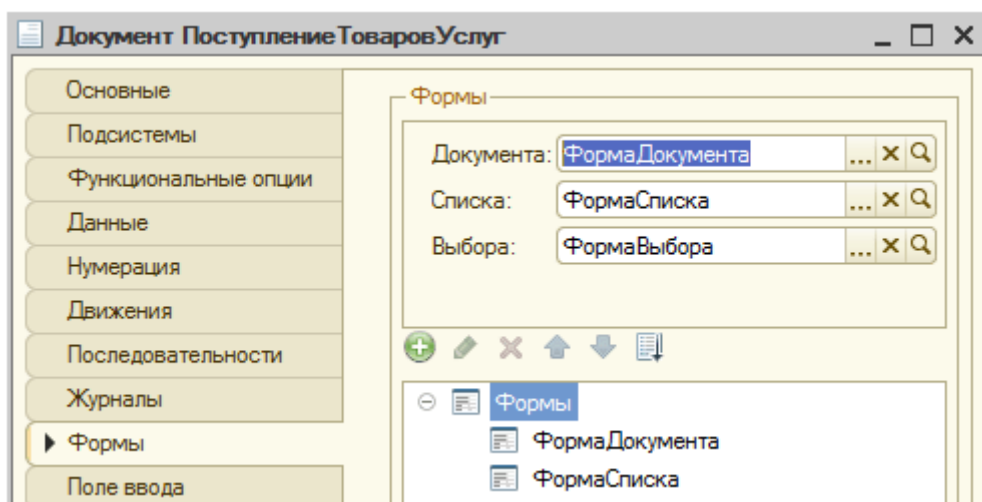 Документ ПоступлениеТоваровУслуг
Основные
Подсистемы
Функциональные опции
Данные
Нумерация
Движения
Последовательности
Журналы
Формы
Поле ввода
Формы
Документа: ФормаДокумента ...
Списка: ФормаСписка ...
Выбора: ФормаВыбора ...
Формы
ФормаДокумента
ФормаСписка